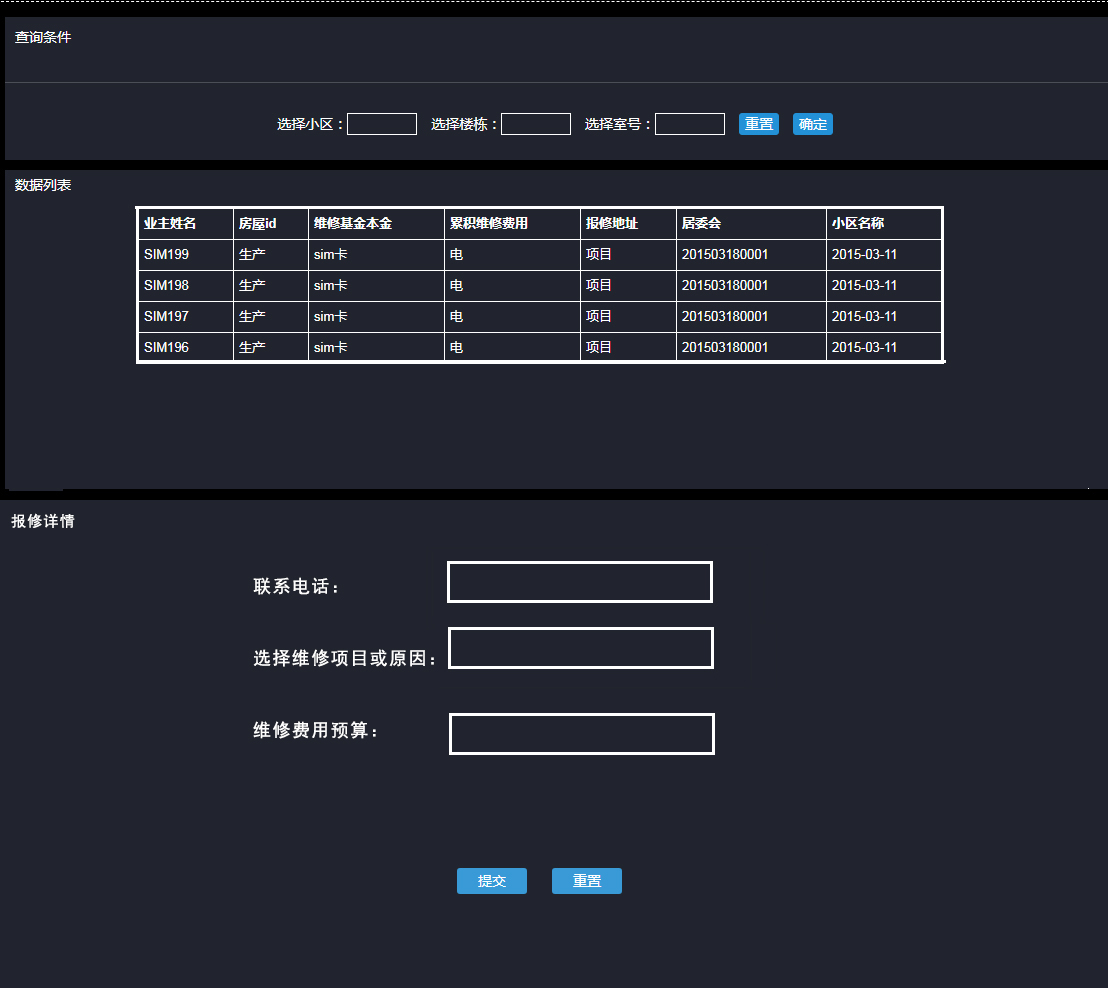 查询条件
选择小区： 选择楼栋： 选择室号： 重置 确定
数据列表
业主姓名 房屋id 维修基金本金 累积维修费用 报修地址 居委会 小区名称
SIM199 生产 sim卡 电 项目 201503180001 2015-03-11
SIM198 生产 sim卡 电 项目 201503180001 2015-03-11
SIM197 生产 sim卡 电 项目 201503180001 2015-03-11
SIM196 生产 sim卡 电 项目 201503180001 2015-03-11
报修详情
联系电话：
选择维修项目或原因：
维修费用预算：
提交 重置